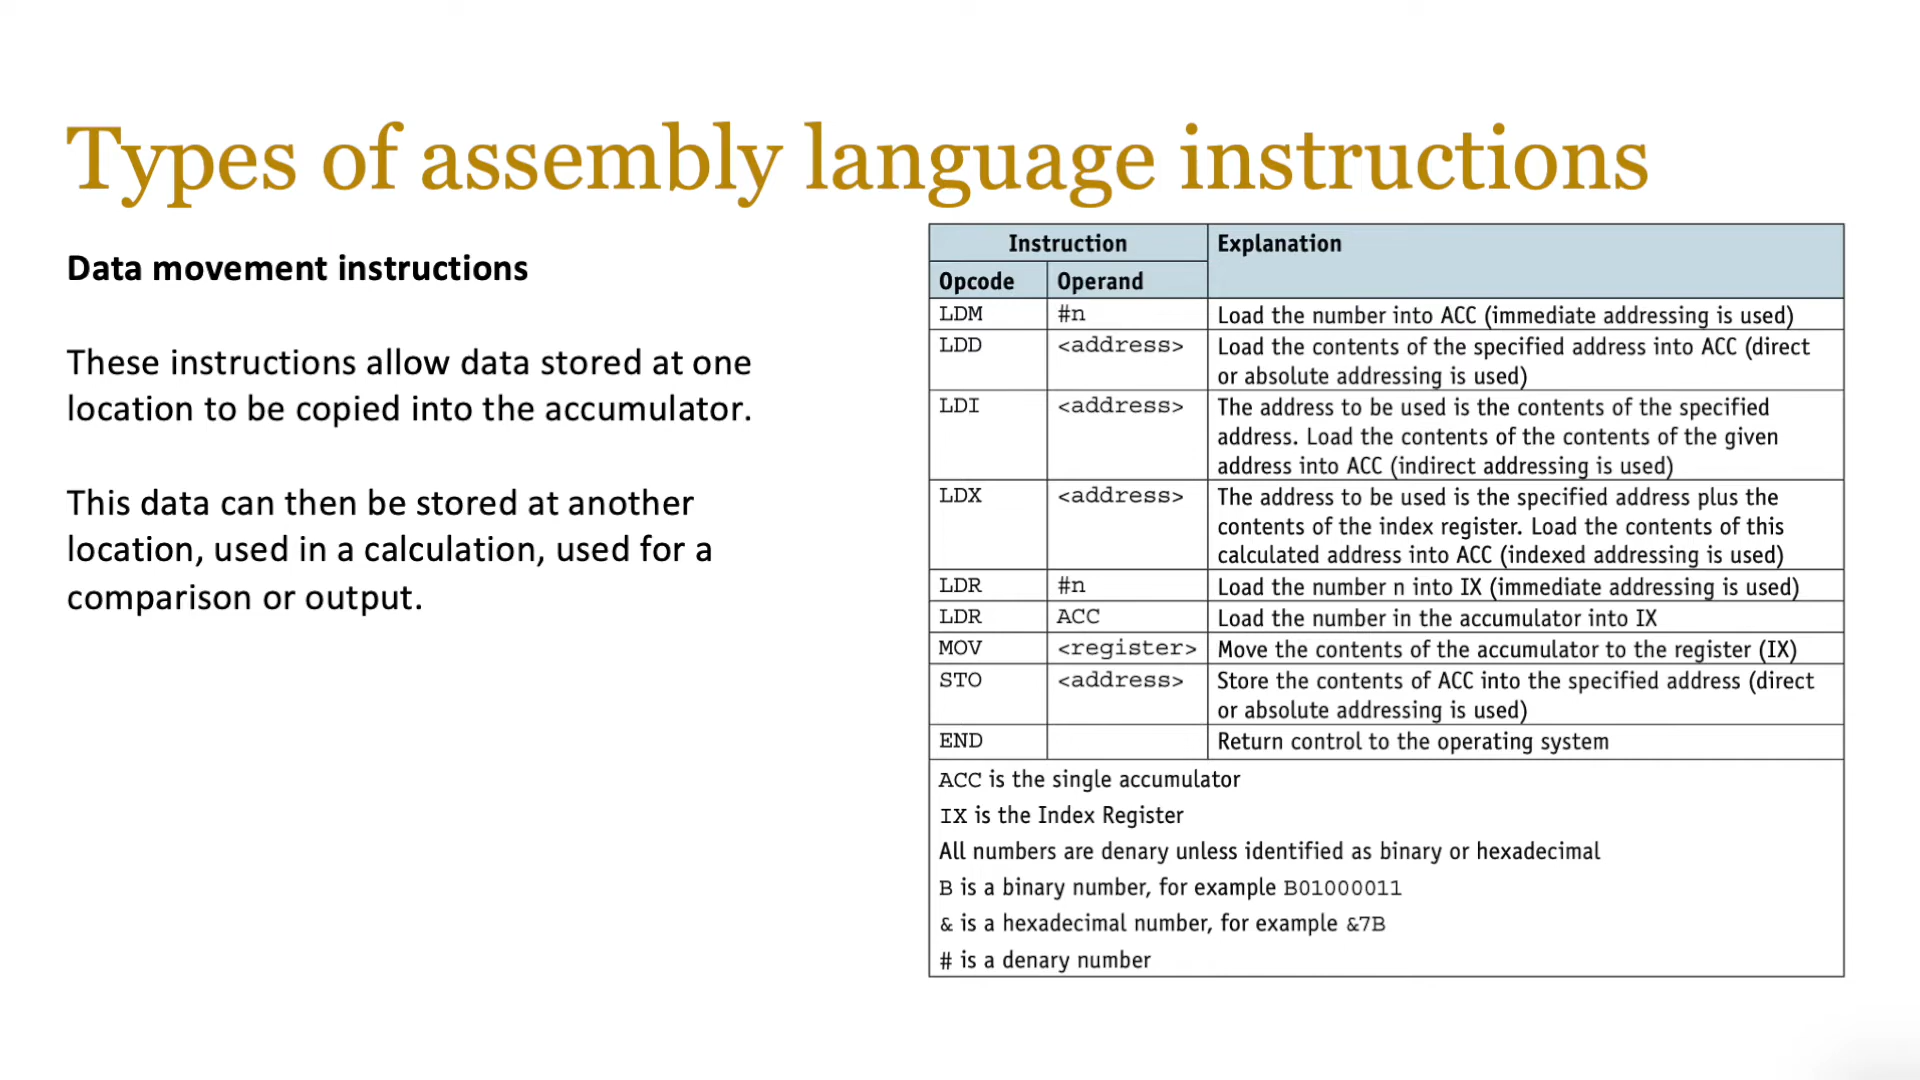 Types of assembly language instructions
Data movement instructions
These instructions allow data stored at one
location to be copied into the accumulator.
This data can then be stored at another
location, used in a calculation, used for a
comparison or output.
Instruction Explanation
Opcode Operand
LDM #n Load the number into ACC (immediate addressing is used)
LDD <address> Load the contents of the specified address into ACC (direct
or absolute addressing is used)
LDI <address> The address to be used is the contents of the specified
address. Load the contents of the contents of the given
address into ACC (indirect addressing is used)
LDX <address> The address to be used is the specified address plus the
contents of the index register. Load the contents of this
calculated address into ACC (indexed addressing is used)
LDR #n Load the number n into IX (immediate addressing is used)
LDR ACC Load the number in the accumulator into IX
MOV <register> Move the contents of the accumulator to the register (IX)
STO <address> Store the contents of ACC into the specified address (direct
or absolute addressing is used)
END Return control to the operating system
ACC is the single accumulator
IX is the Index Register
All numbers are denary unless identified as binary or hexadecimal
B is a binary number, for example B01000011
& is a hexadecimal number, for example &7B
# is a denary number